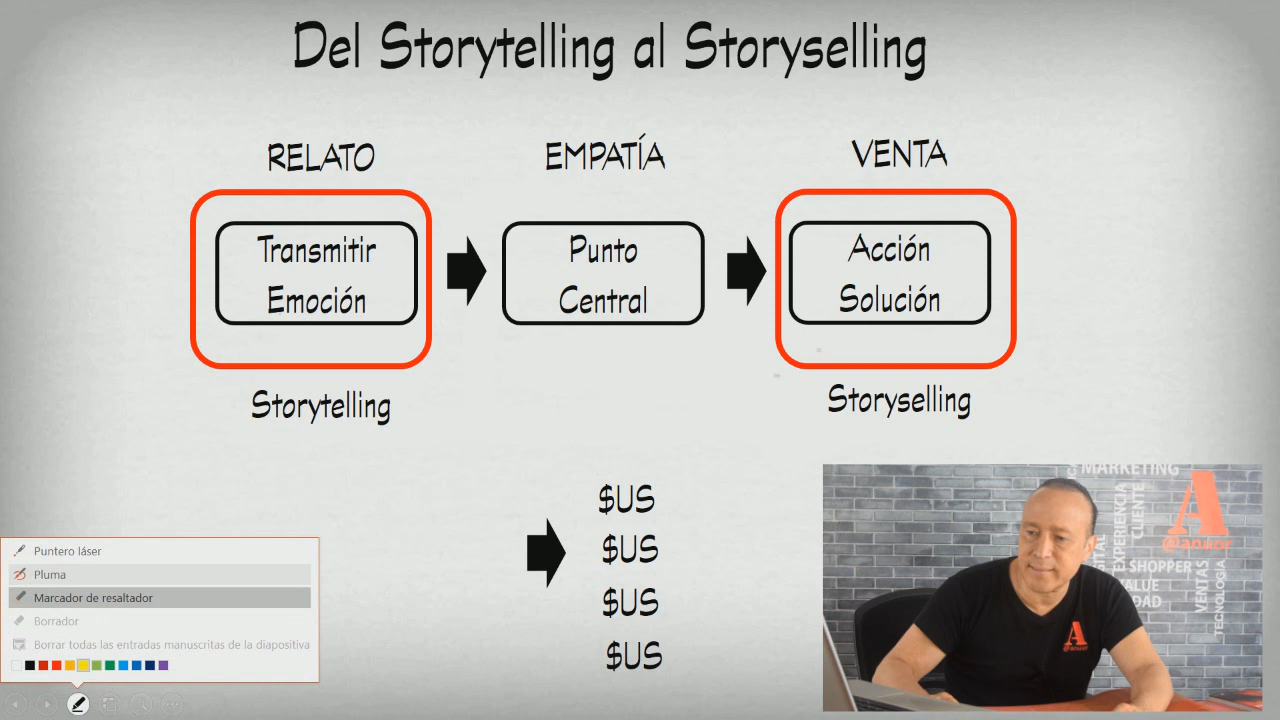 Del Storytelling al Storyselling
RELATO
EMPATÍA
VENTA
Transmitir
Emoción
Punto
Central
Acción
Solución
Storytelling
Storyselling
$US
$US
$US
$US
Puntero láser
Pluma
Marcador de resaltador
Borrador
Borrar todas las entradas manuscritas de la diapositiva
MARKETING
EXPERIENCIA
CLIENTE
SHOPPER
VENTAS
TECNOLOGÍA
A
A